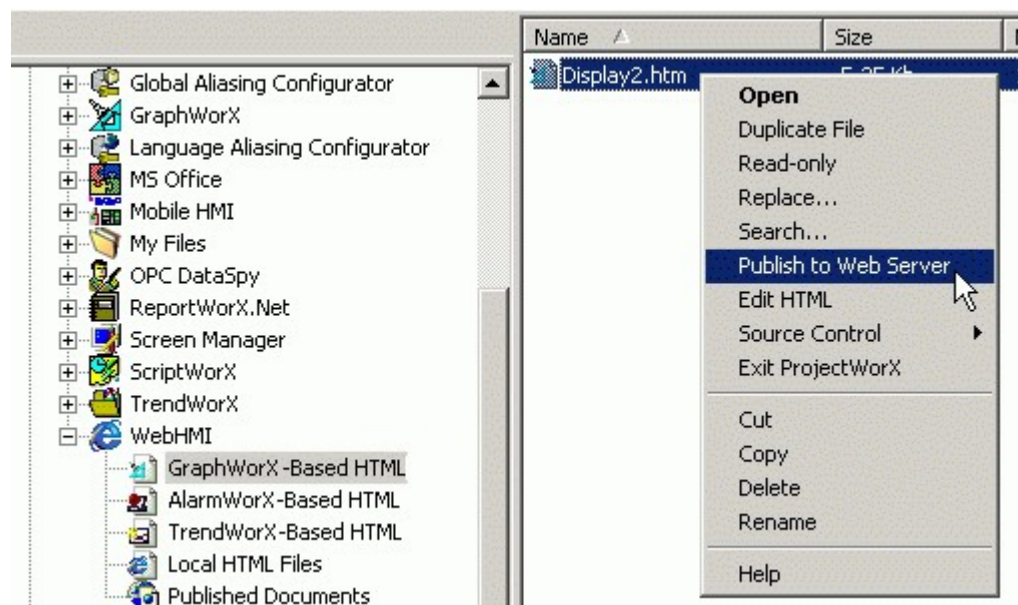 Name
Size
Global Aliasing Configurator
GraphWorX
Language Aliasing Configurator
MS Office
Mobile HMI
My Files
OPC DataSpy
ReportWorX.Net
Screen Manager
ScriptWorX
TrendWorX
WebHMI
GraphWorX-Based HTML
AlarmWorX-Based HTML
TrendWorX-Based HTML
Local HTML Files
Published Documents
Display2.htm
Open
Duplicate File
Read-only
Replace...
Search...
Publish to Web Server
Edit HTML
Source Control
Exit ProjectWorX
Cut
Copy
Delete
Rename
Help